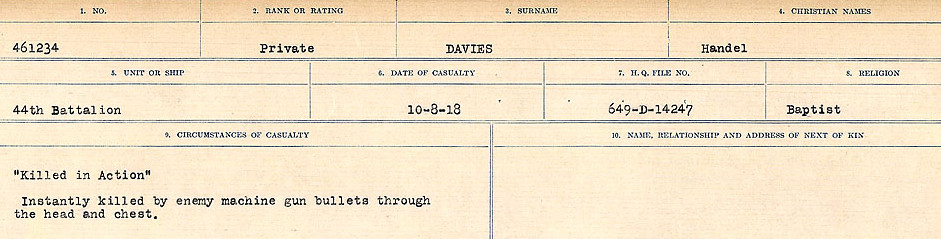 1. NO. 2. RANK OR RATING 3. SURNAME 4. CHRISTIAN NAMES
461234 Private DAVIES Handel
5. UNIT OR SHIP 6. DATE OF CASUALTY 7. H.Q. FILE NO. 8. RELIGION
44th Battalion 10-8-18 649-D-14247 Baptist
9. CIRCUMSTANCES OF CASUALTY 10. NAME, RELATIONSHIP AND ADDRESS OF NEXT OF KIN
"Killed in Action"
Instantly killed by enemy machine gun bullets through
the head and chest.